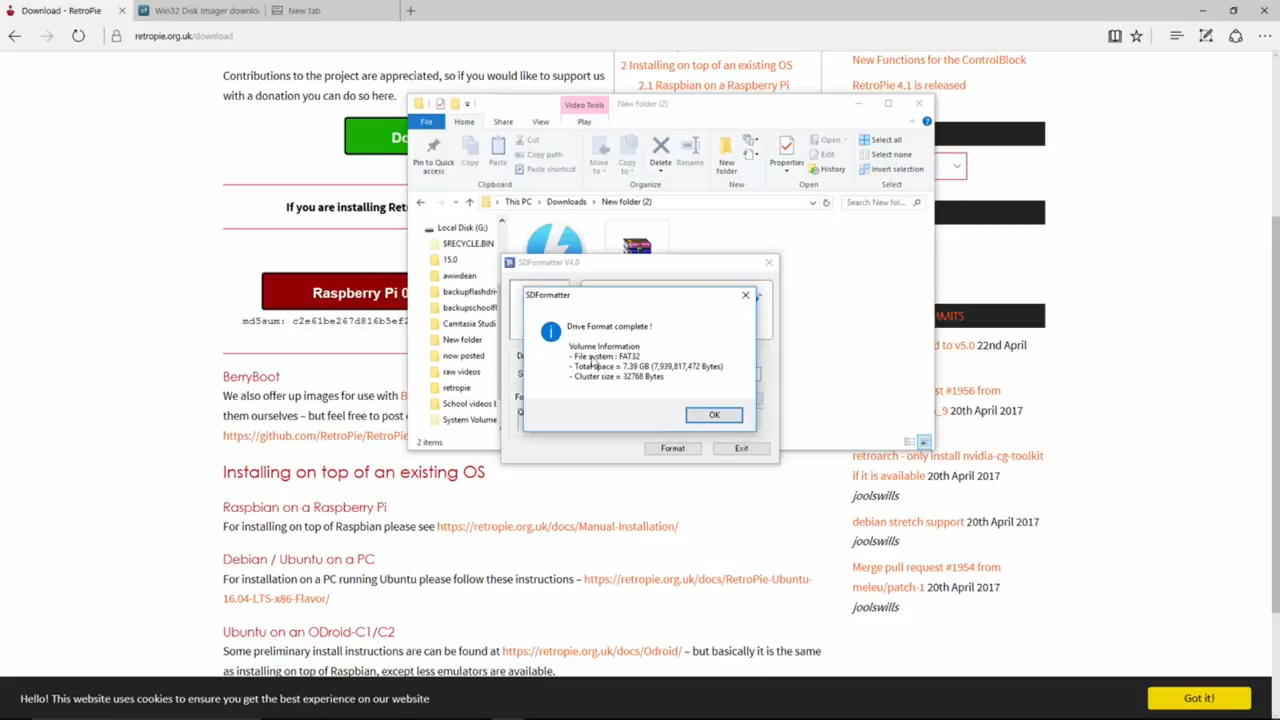 Download - RetroPie
Win32 Disk Imager downlo
New tab
retropie.org.uk/download
Contributions to the project are appreciated, so if you would like to support us
with a donation you can do so here.
Do
If you are installing Ret
Raspberry Pi 0
md5sum: c2e61be267d816b5ef2
BerryBoot
We also offer up images for use with B
them ourselves – but feel free to post
https://github.com/RetroPie/RetroPie
Installing on top of an existing OS
Raspbian on a Raspberry Pi
For installing on top of Raspbian please see https://retropie.org.uk/docs/Manual-Installation/
Debian / Ubuntu on a PC
For installation on a PC running Ubuntu please follow these instructions – https://retropie.org.uk/docs/RetroPie-Ubuntu-
16.04-LTS-x86-Flavor/
Ubuntu on an ODroid-C1/C2
Some preliminary install instructions are can be found at https://retropie.org.uk/docs/Odroid/ – but basically it is the same
as installing on top of Raspbian, except less emulators are available.
2 Installing on top of an existing OS
2.1 Raspbian on a Raspberry Pi
New Functions for the ControlBlock
RetroPie 4.1 is released
MMITS
d to v5.0 22nd April
quest #1956 from
_9 20th April 2017
retroarch - only install nvidia-cg-toolkit
if it is available 20th April 2017
joolswills
debian stretch support 20th April 2017
joolswills
Merge pull request #1954 from
meleu/patch-1 20th April 2017
joolswills
Video Tools
New folder (2)
File
Home
Share
View
Play
Pin to Quick
access
Copy
Paste
Cut
Copy path
Paste shortcut
Clipboard
Move
to
Copy
to
Delete
Rename
Organize
New
folder
New
Properties
Open
Edit
History
Open
Select all
Select none
Invert selection
Select
This PC > Downloads > New folder (2)
Search New fol...
Local Disk (G:)
$RECYCLE.BIN
15.0
awwdean
backupflashdri
backupschoolf
Camtasia Studi
New folder
now posted
raw videos
retropie
School videos b
System Volume
2 items
SDFormatter V4.0
Format
Exit
SDFormatter
Drive Format complete !
Volume Information
- File system : FAT32
- Total space = 7.39 GB (7,939,817,472 Bytes)
- Cluster size = 32768 Bytes
OK
Hello! This website uses cookies to ensure you get the best experience on our website
Got it!